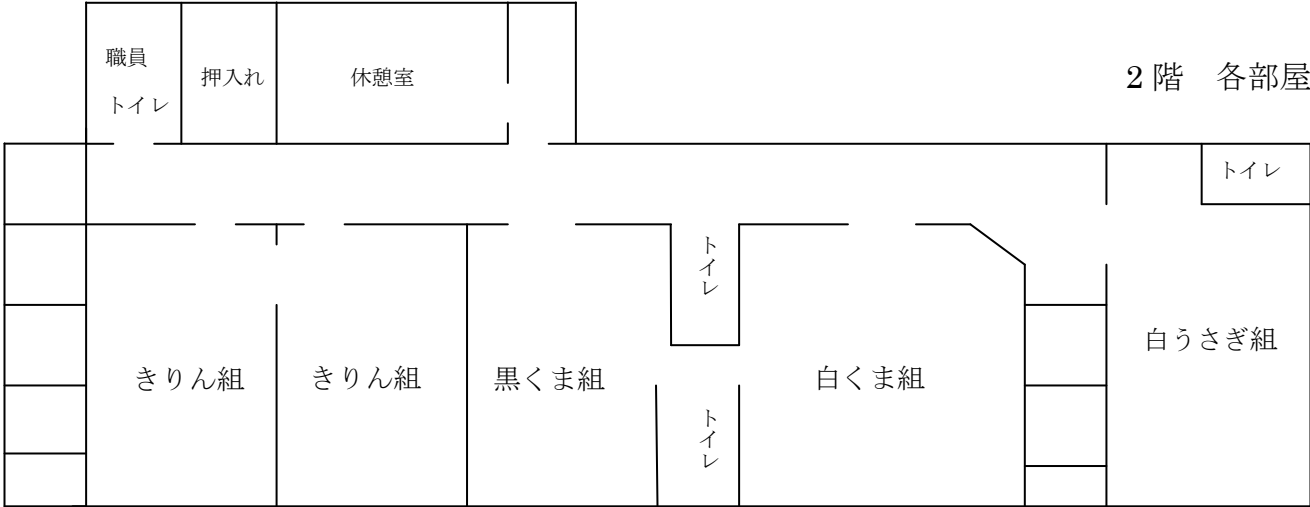 職員
トイレ
押入れ
休憩室
2階 各部屋
トイレ
トイレ
きりん組
きりん組
黒くま組
白くま組
白うさぎ組
トイレ